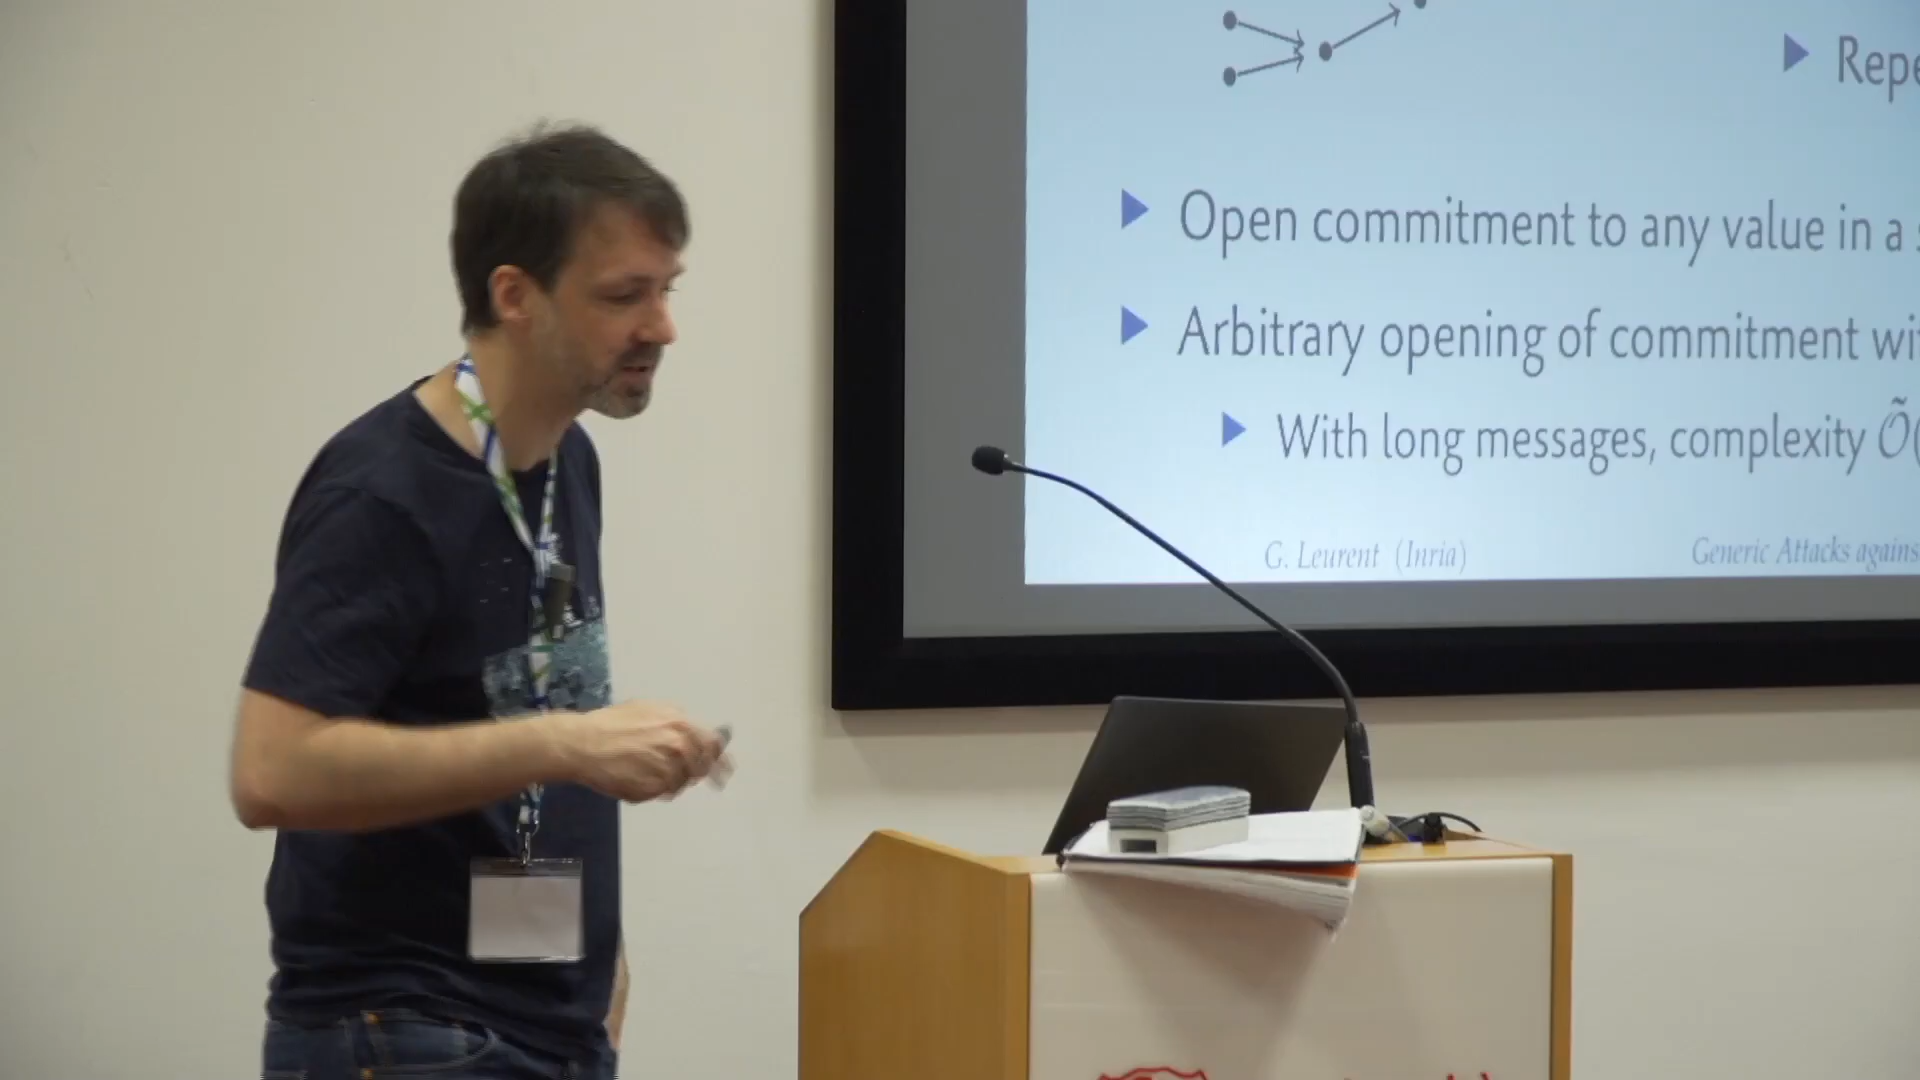 Repe
Open commitment to any value in a
Arbitrary opening of commitment wi
With long messages, complexity Õ(
G. Leurent (Inria)
Generic Attacks agains